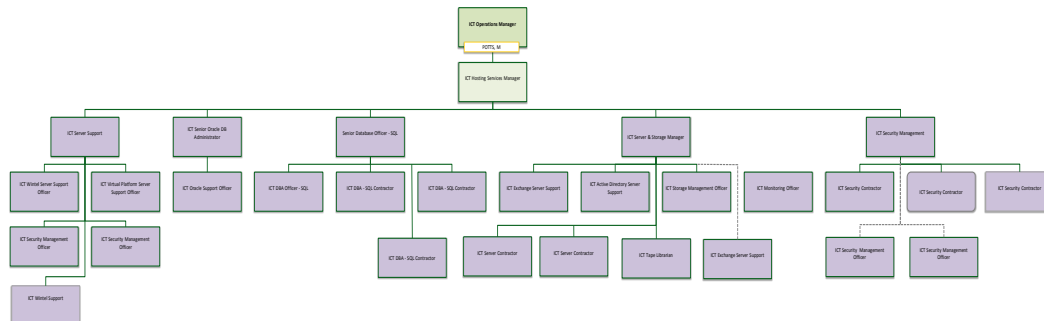 ICT Operations Manager
POTTS, M
ICT Hosting Services Manager
ICT Server Support
ICT Senior Oracle DB
Administrator
Senior Database Officer - SQL
ICT Server & Storage Manager
ICT Security Management
ICT Wintel Server Support
Officer
ICT Virtual Platform Server
Support Officer
ICT Oracle Support Officer
ICT DBA Officer - SQL
ICT DBA - SQL Contractor
ICT DBA - SQL Contractor
ICT Exchange Server Support
ICT Active Directory Server
Support
ICT Storage Management Officer
ICT Monitoring Officer
ICT Security Contractor
ICT Security Contractor
ICT Security Contractor
ICT Security Management
Officer
ICT Security Management
Officer
ICT DBA - SQL Contractor
ICT Server Contractor
ICT Server Contractor
ICT Tape Librarian
ICT Exchange Server Support
ICT Security Management
Officer
ICT Security Management
Officer
ICT Wintel Support